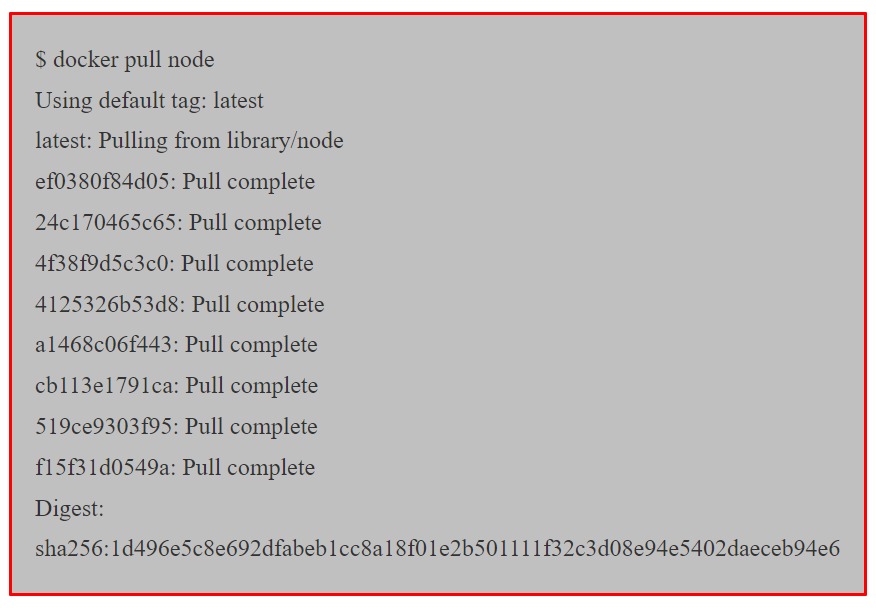 $ docker pull node
Using default tag: latest
latest: Pulling from library/node
ef0380f84d05: Pull complete
24c170465c65: Pull complete
4f38f9d5c3c0: Pull complete
4125326b53d8: Pull complete
a1468c06f443: Pull complete
cb113e1791ca: Pull complete
519ce9303f95: Pull complete
f15f31d0549a: Pull complete
Digest:
sha256:1d496e5c8e692dfabeb1cc8a18f01e2b501111f32c3d08e94e5402daeceb94e6